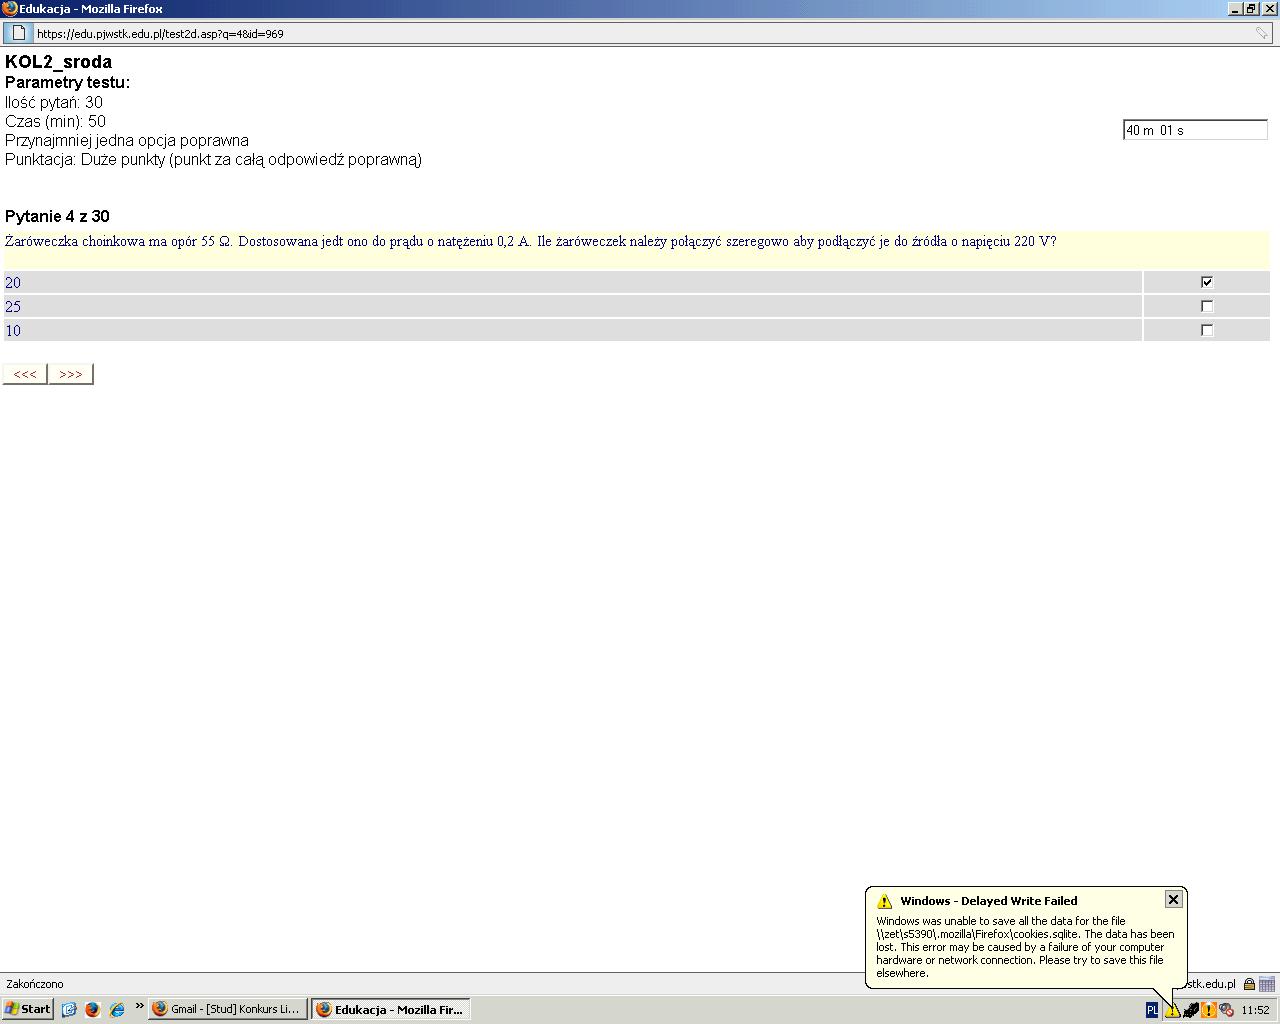 Edukacja - Mozilla Firefox
https://edu.pjwstk.edu.pl/test2d.asp?q=4&id=969
KOL2_sroda
Parametry testu:
Ilość pytań: 30
Czas (min): 50
Przynajmniej jedna opcja poprawna
Punktacja: Duże punkty (punkt za całą odpowiedź poprawną)
40 m 01 s
Pytanie 4 z 30
Żaróweczka choinkowa ma opór 55 Ω. Dostosowana jedt ono do prądu o natężeniu 0,2 A. Ile żaróweczek należy połączyć szeregowo aby podłączyć je do źródła o napięciu 220 V?
20
25
10
<<< >>>
Windows - Delayed Write Failed
Windows was unable to save all the data for the file
\\zet\s5390\.mozilla\Firefox\cookies.sqlite. The data has been
lost. This error may be caused by a failure of your computer
hardware or network connection. Please try to save this file
elsewhere.
Zakończono
stk.edu.pl
Start
»
Gmail - [Stud] Konkurs Li...
Edukacja - Mozilla Fir...
PL
11:52